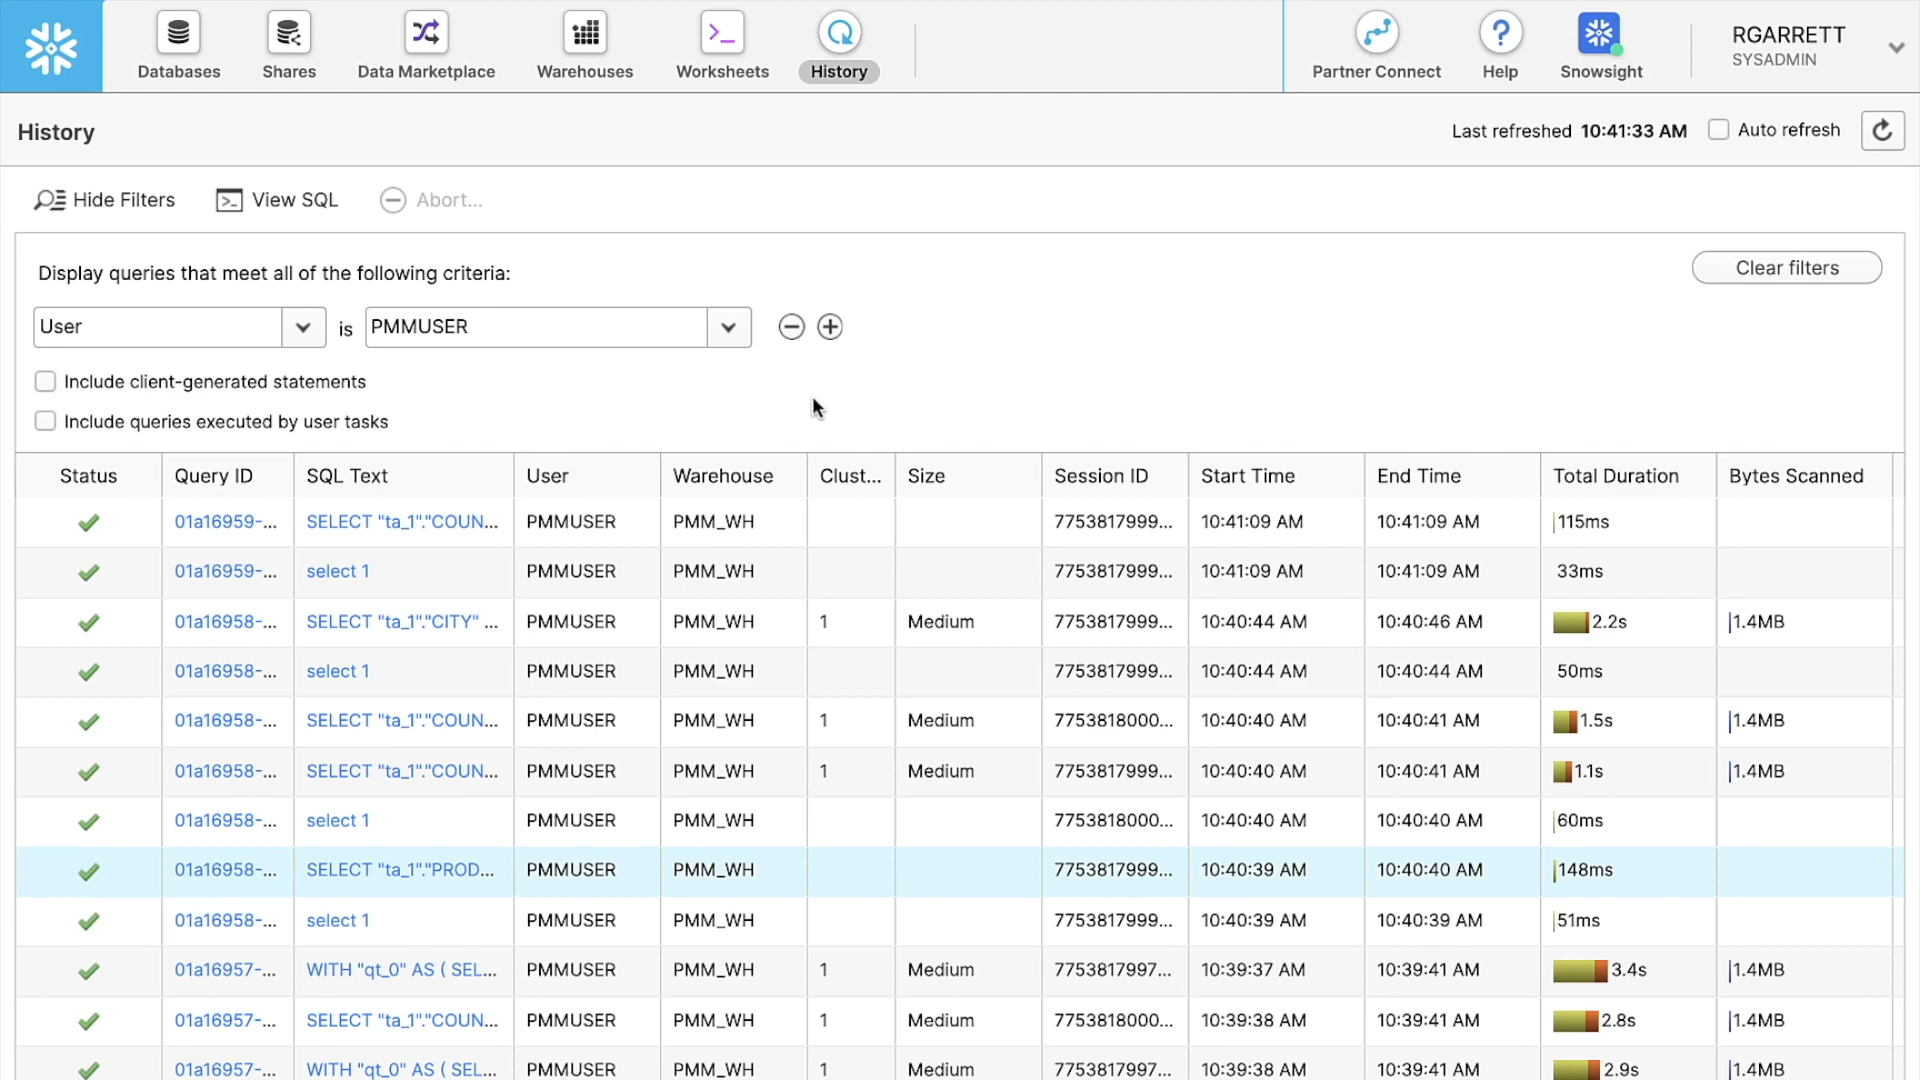 Databases Shares Data Marketplace Warehouses Worksheets History Partner Connect Help Snowsight RGARRETT
SYSADMIN
History Last refreshed 10:41:33 AM Auto refresh
Hide Filters View SQL Abort...
Display queries that meet all of the following criteria: Clear filters
User is PMMUSER
Include client-generated statements
Include queries executed by user tasks
Status Query ID SQL Text User Warehouse Clust... Size Session ID Start Time End Time Total Duration Bytes Scanned
01a16959-... SELECT "ta_1"."COUN... PMMUSER PMM_WH 7753817999... 10:41:09 AM 10:41:09 AM 115ms
01a16959-... select 1 PMMUSER PMM_WH 7753817999... 10:41:09 AM 10:41:09 AM 33ms
01a16958-... SELECT "ta_1"."CITY" ... PMMUSER PMM_WH 1 Medium 7753817999... 10:40:44 AM 10:40:46 AM 2.2s 1.4MB
01a16958-... select 1 PMMUSER PMM_WH 7753817999... 10:40:44 AM 10:40:44 AM 50ms
01a16958-... SELECT "ta_1"."COUN... PMMUSER PMM_WH 1 Medium 7753818000... 10:40:40 AM 10:40:41 AM 1.5s 1.4MB
01a16958-... SELECT "ta_1"."COUN... PMMUSER PMM_WH 1 Medium 7753817999... 10:40:40 AM 10:40:41 AM 1.1s 1.4MB
01a16958-... select 1 PMMUSER PMM_WH 7753818000... 10:40:40 AM 10:40:40 AM 60ms
01a16958-... SELECT "ta_1"."PROD... PMMUSER PMM_WH 7753817999... 10:40:39 AM 10:40:40 AM 148ms
01a16958-... select 1 PMMUSER PMM_WH 7753817999... 10:40:39 AM 10:40:39 AM 51ms
01a16957-... WITH "qt_0" AS ( SEL... PMMUSER PMM_WH 1 Medium 7753817997... 10:39:37 AM 10:39:41 AM 3.4s 1.4MB
01a16957-... SELECT "ta_1"."COUN... PMMUSER PMM_WH 1 Medium 7753818000... 10:39:38 AM 10:39:41 AM 2.8s 1.4MB
01a16957-... WITH "qt_0" AS ( SEL... PMMUSER PMM_WH 1 Medium 7753817997... 10:39:38 AM 10:39:41 AM 2.9s 1.4MB